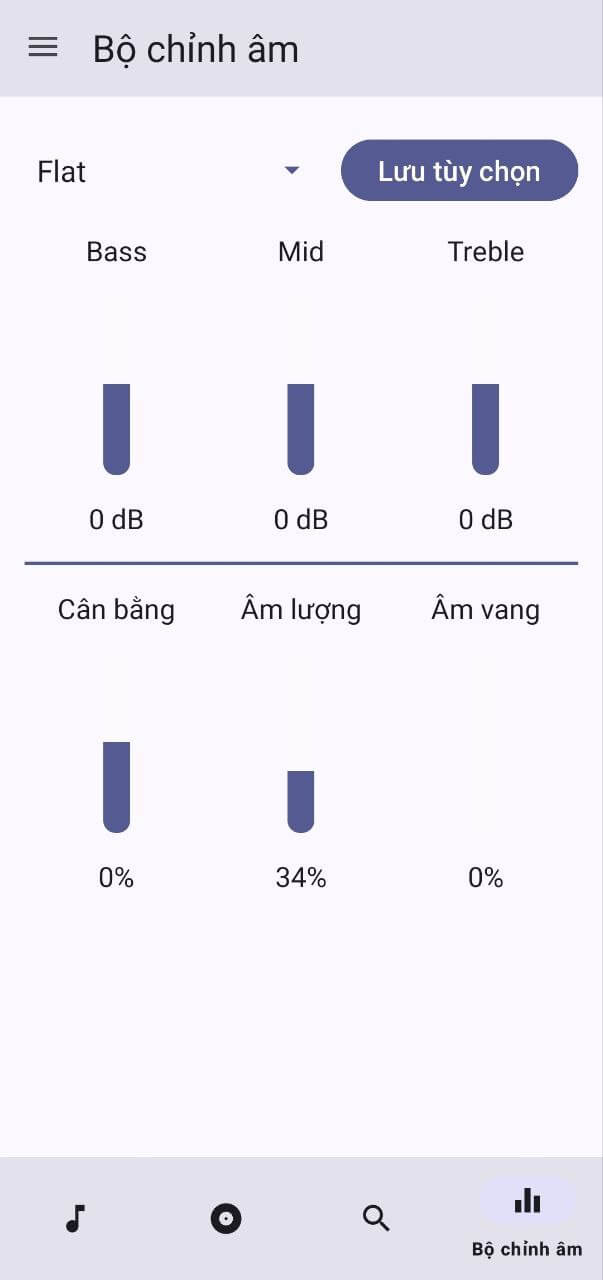 Bộ chỉnh âm
Flat
Lưu tùy chọn
Bass Mid Treble
0 dB 0 dB 0 dB
Cân bằng Âm lượng Âm vang
0% 34% 0%
Bộ chỉnh âm